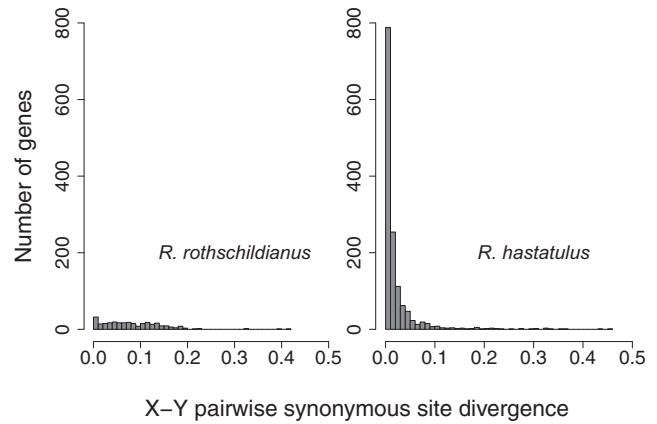 Number of genes
800
600
400
200
0
R. rothschildianus
0.0 0.1 0.2 0.3 0.4 0.5
800
600
400
200
0
R. hastatulus
0.0 0.1 0.2 0.3 0.4 0.5
X–Y pairwise synonymous site divergence